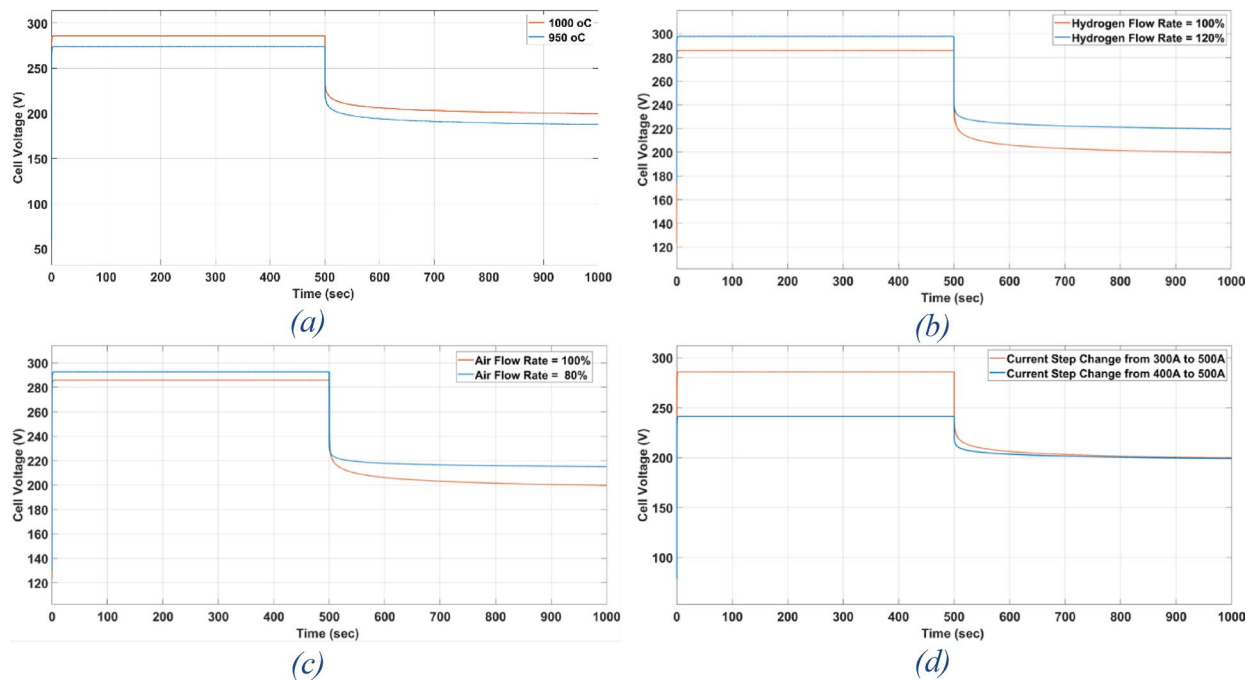 300
250
200
150
100
50
Cell Voltage (V)
1000 oC
950 oC
0 100 200 300 400 500 600 700 800 900 1000
Time (sec)
(a)
300
280
260
240
220
200
180
160
140
120
Cell Voltage (V)
Hydrogen Flow Rate = 100%
Hydrogen Flow Rate = 120%
0 100 200 300 400 500 600 700 800 900 1000
Time (sec)
(b)
300
280
260
240
220
200
180
160
140
120
Cell Voltage (V)
Air Flow Rate = 100%
Air Flow Rate = 80%
0 100 200 300 400 500 600 700 800 900 1000
Time (sec)
(c)
300
250
200
150
100
Cell Voltage (V)
Current Step Change from 300A to 500A
Current Step Change from 400A to 500A
0 100 200 300 400 500 600 700 800 900 1000
Time (sec)
(d)